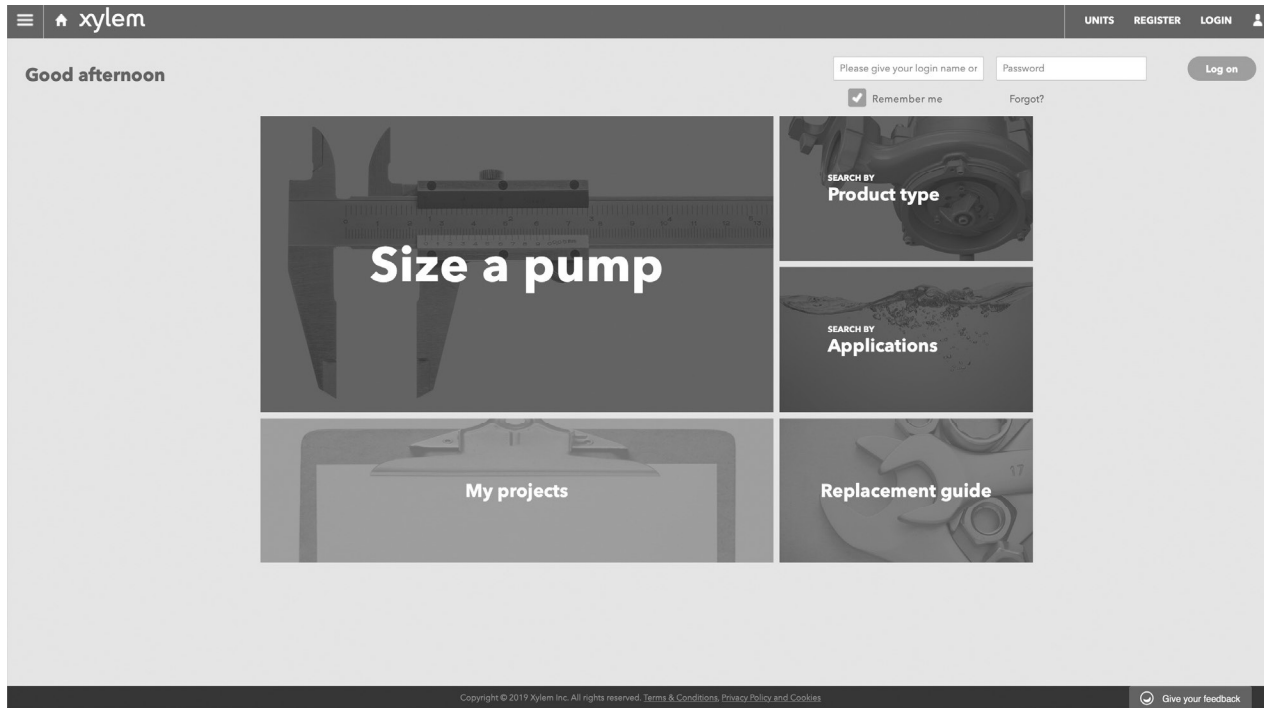 xylem
UNITS REGISTER LOGIN
Good afternoon
Please give your login name or
Password
Log on
Remember me
Forgot?
Size a pump
SEARCH BY
Product type
SEARCH BY
Applications
My projects
Replacement guide
17
Copyright © 2019 Xylem Inc. All rights reserved. Terms & Conditions, Privacy Policy and Cookies
Give your feedback